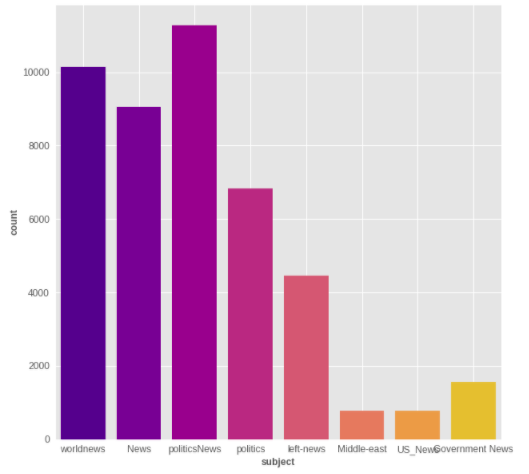 10000
8000
6000
4000
2000
0
count
worldnews News politicsNews politics left-news Middle-east US_News Government News
subject